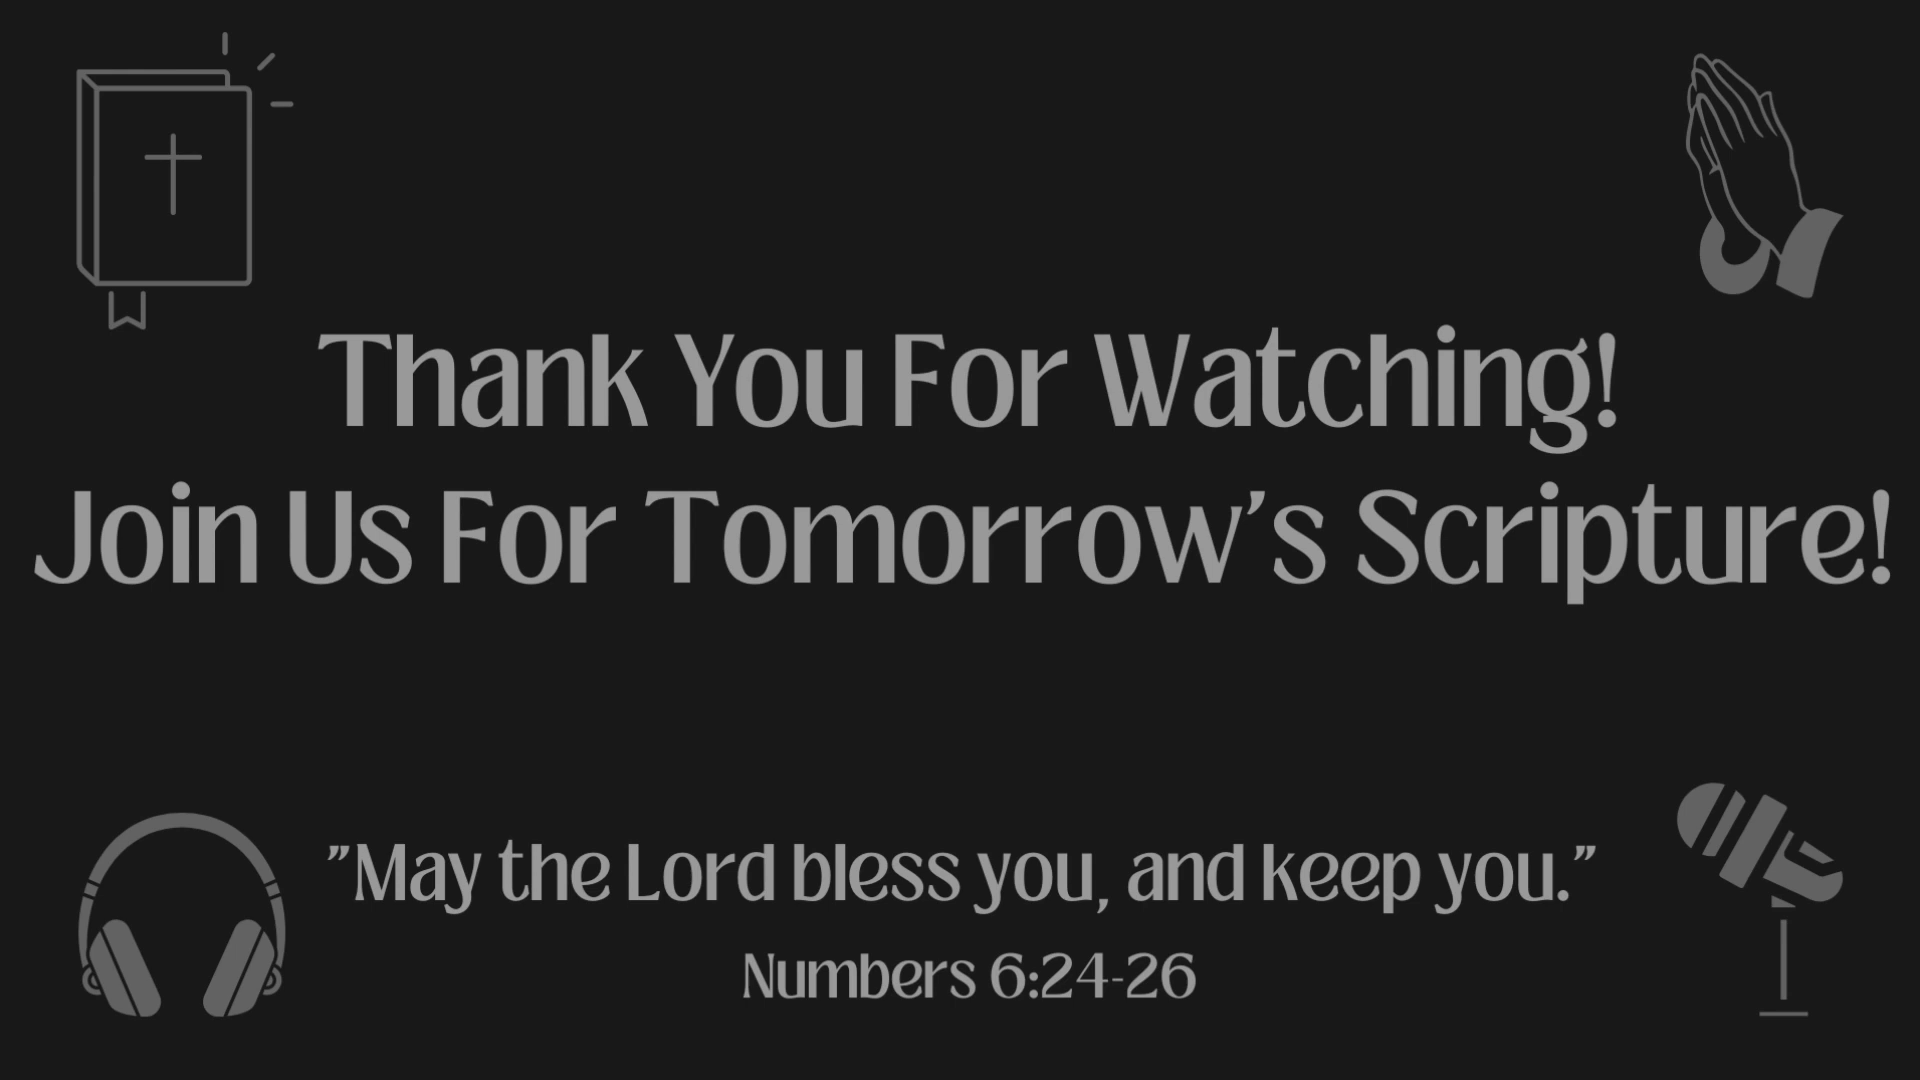 Thank You For Watching!
Join Us For Tomorrow's Scripture!
"May the Lord bless you, and keep you."
Numbers 6:24-26